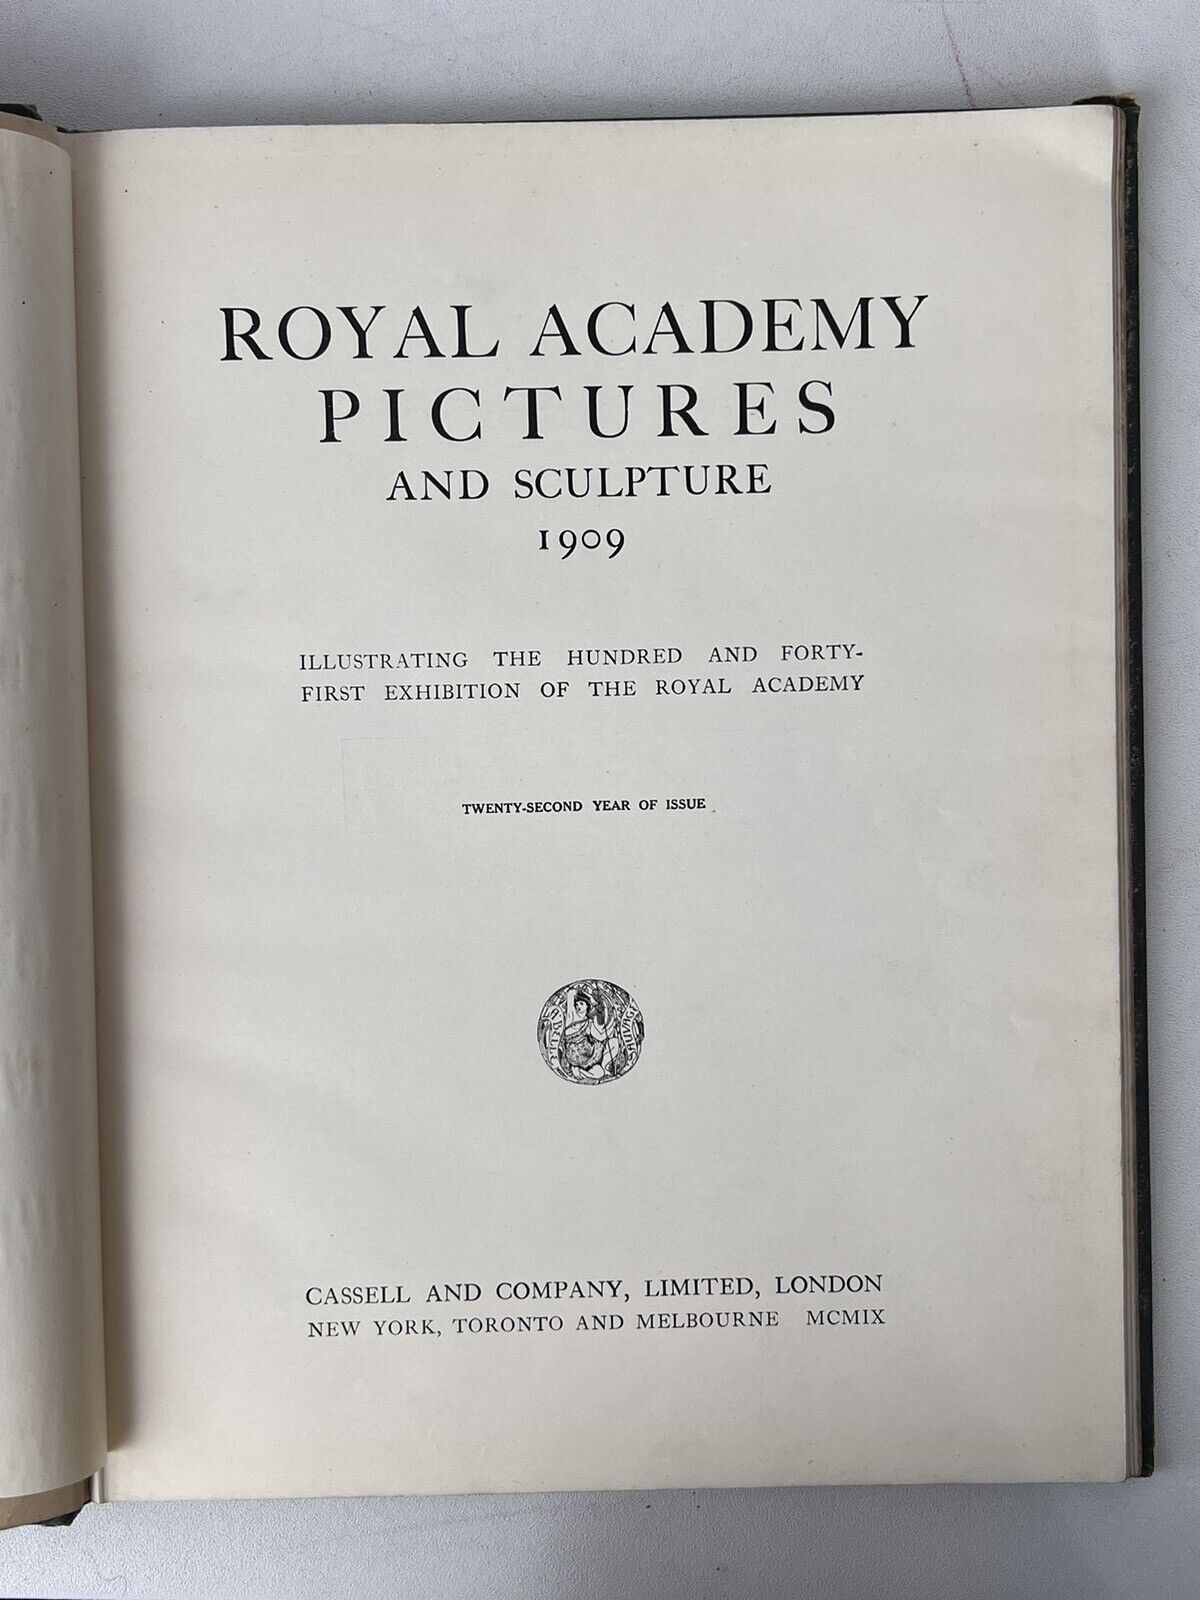 ROYAL ACADEMY
PICTURES
AND SCULPTURE
1909
ILLUSTRATING THE HUNDRED AND FORTY-
FIRST EXHIBITION OF THE ROYAL ACADEMY
TWENTY-SECOND YEAR OF ISSUE
CASSELL AND COMPANY, LIMITED, LONDON
NEW YORK, TORONTO AND MELBOURNE MCMIX